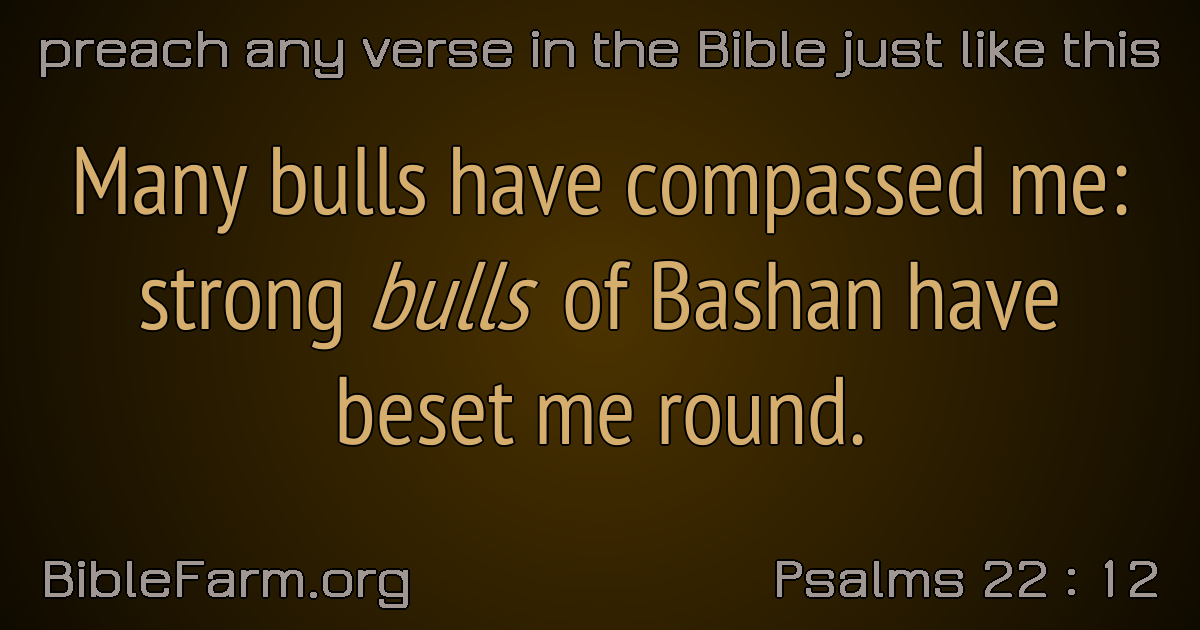 preach any verse in the Bible just like this
Many bulls have compassed me:
strong bulls of Bashan have
beset me round.
BibleFarm.org
Psalms 22 : 12